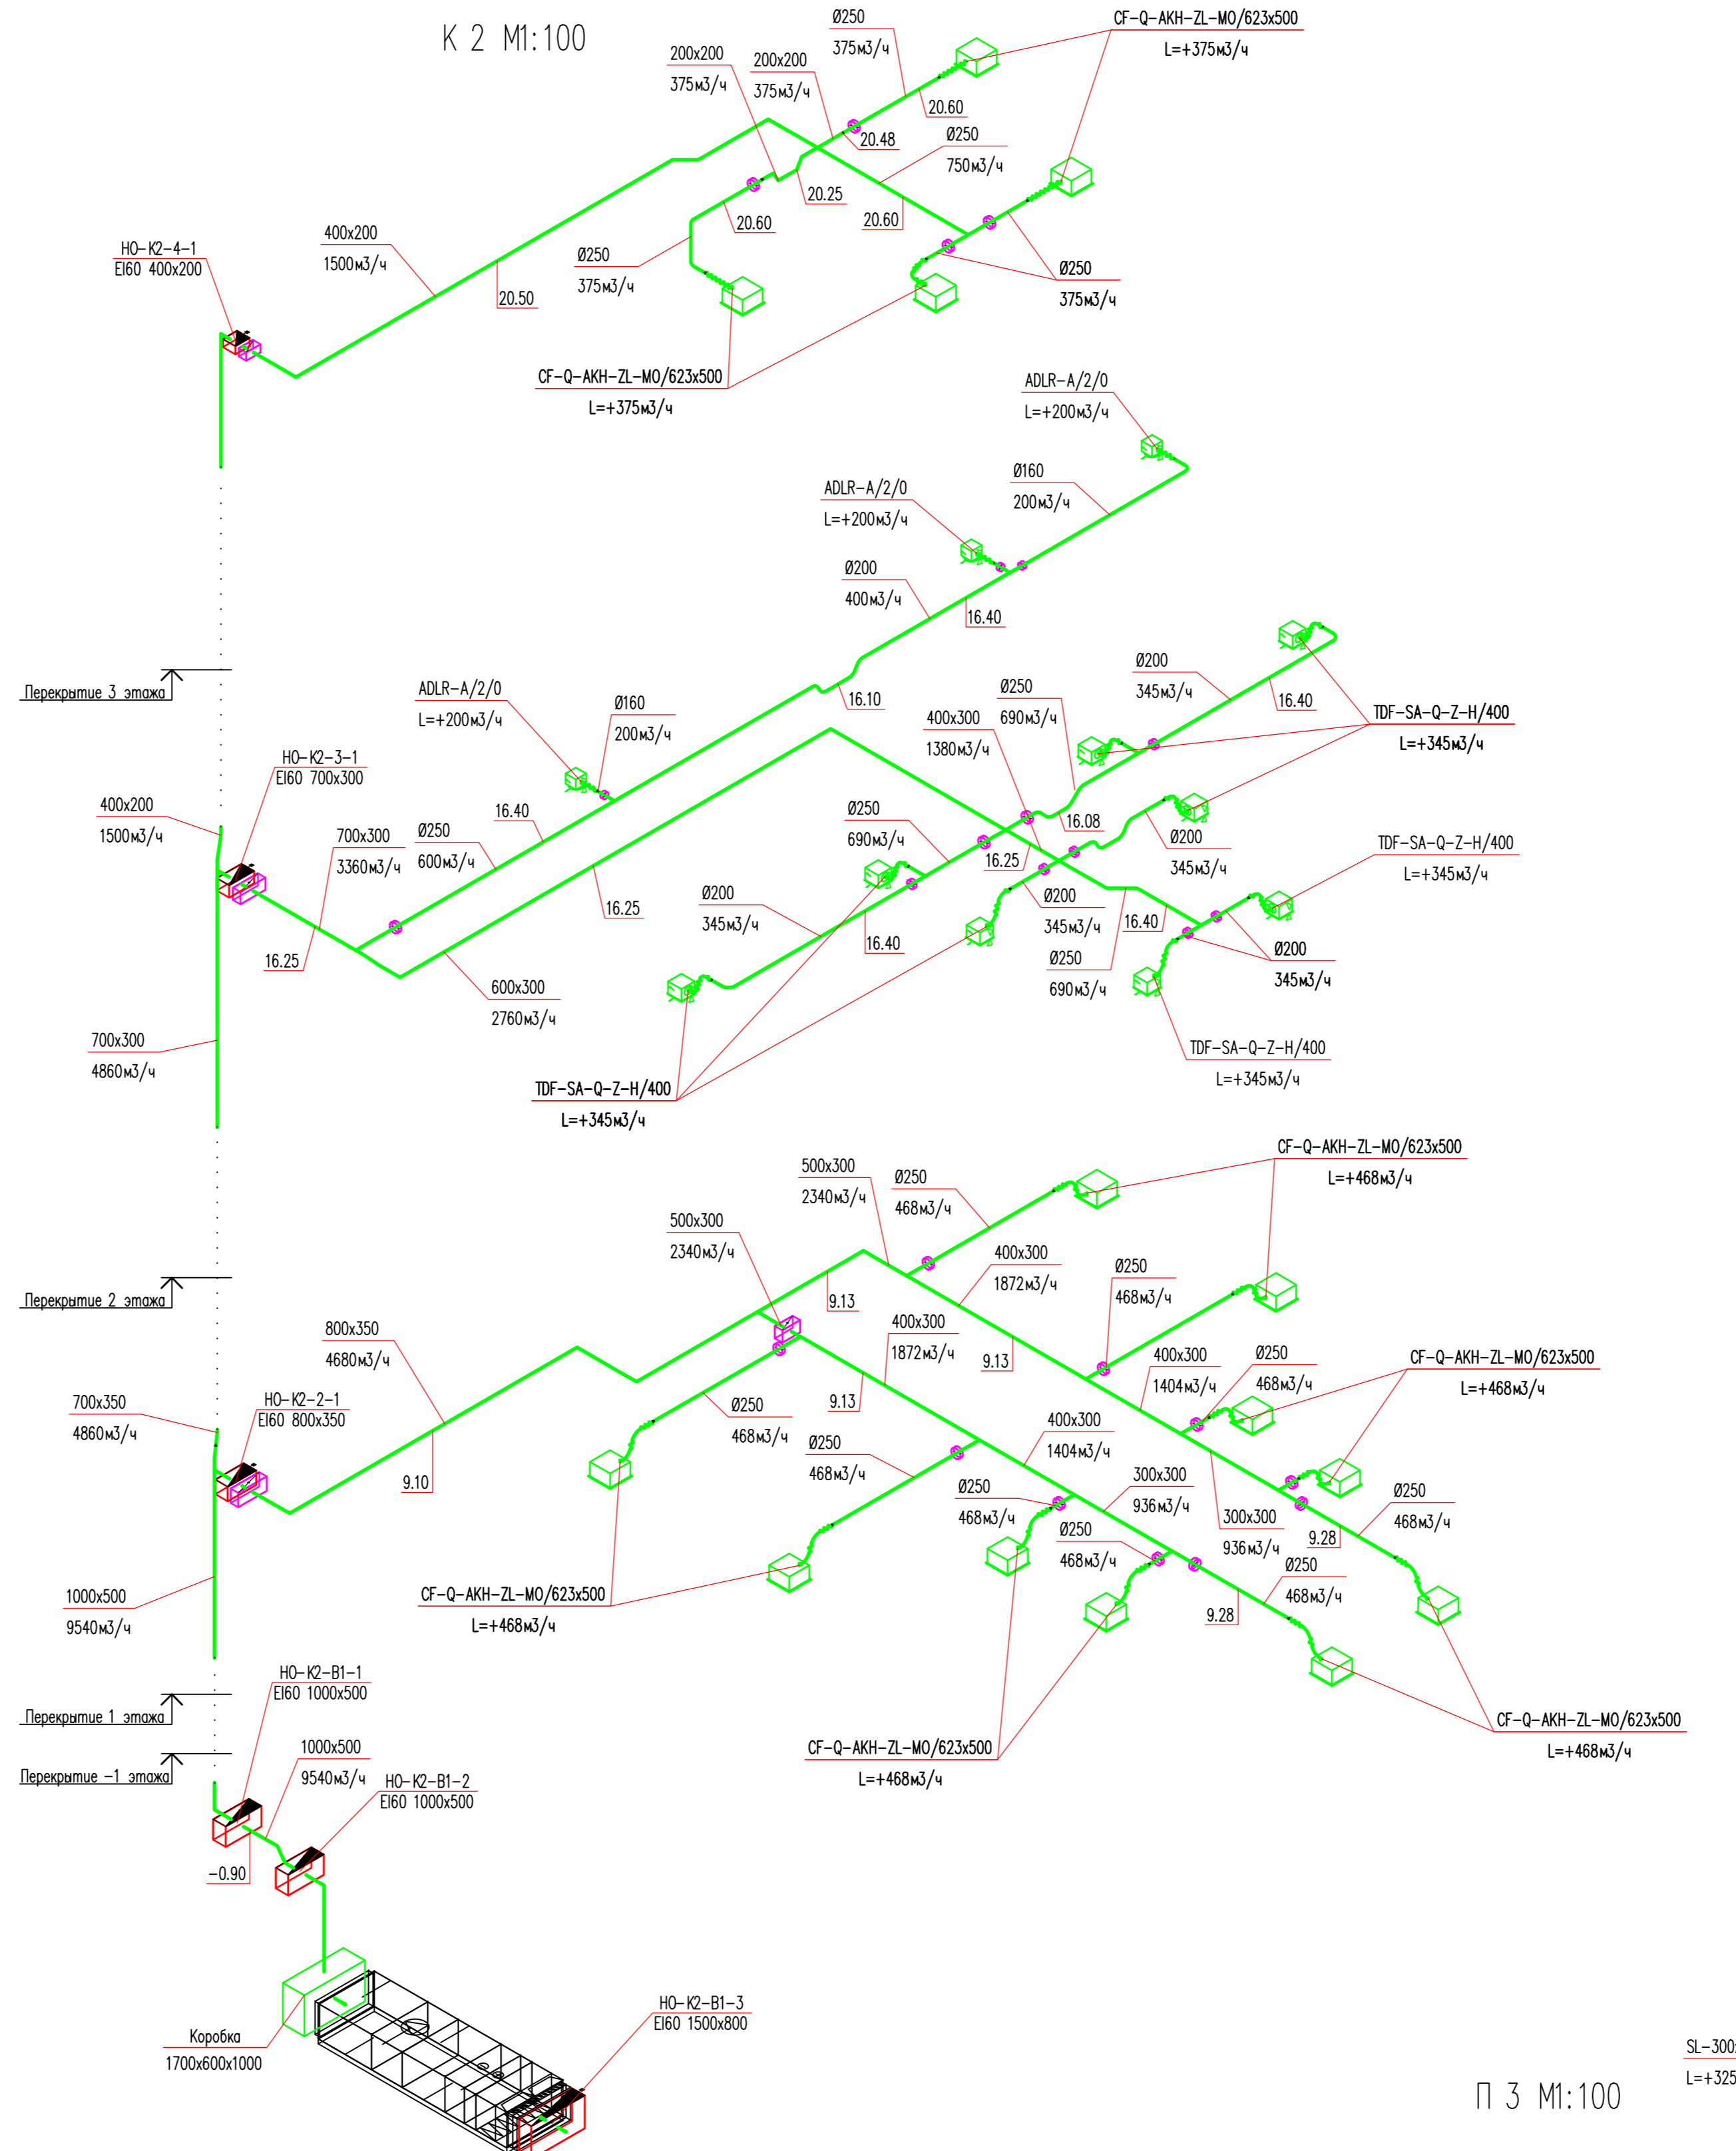 К 2 М1:100
Ø250
375м3/ч
CF-Q-AKH-ZL-MO/623x500
L=+375м3/ч
200x200
375м3/ч
200x200
375м3/ч
20.60
20.48
Ø250
750м3/ч
20.25
20.60
20.60
НО-К2-4-1
EI60 400x200
400x200
1500м3/ч
Ø250
375м3/ч
Ø250
375м3/ч
20.50
CF-Q-AKH-ZL-MO/623x500
L=+375м3/ч
ADLR-A/2/0
L=+200м3/ч
Ø160
200м3/ч
ADLR-A/2/0
L=+200м3/ч
Ø200
400м3/ч
16.40
Перекрытие 3 этажа
ADLR-A/2/0
L=+200м3/ч
Ø160
200м3/ч
16.10
Ø200
345м3/ч
16.40
Ø250
690м3/ч
400x300
1380м3/ч
TDF-SA-Q-Z-H/400
L=+345м3/ч
НО-К2-3-1
EI60 700x300
400x200
1500м3/ч
700x300
3360м3/ч
Ø250
600м3/ч
16.40
Ø250
690м3/ч
16.08
16.25
Ø200
345м3/ч
TDF-SA-Q-Z-H/400
L=+345м3/ч
16.25
Ø200
345м3/ч
16.40
Ø200
345м3/ч
16.40
Ø200
345м3/ч
16.25
600x300
2760м3/ч
Ø250
690м3/ч
700x300
4860м3/ч
TDF-SA-Q-Z-H/400
L=+345м3/ч
TDF-SA-Q-Z-H/400
L=+345м3/ч
CF-Q-AKH-ZL-MO/623x500
L=+468м3/ч
500x300
2340м3/ч
Ø250
468м3/ч
500x300
2340м3/ч
400x300
1872м3/ч
Ø250
468м3/ч
Перекрытие 2 этажа
9.13
400x300
1872м3/ч
9.13
800x350
4680м3/ч
400x300
1404м3/ч
Ø250
468м3/ч
CF-Q-AKH-ZL-MO/623x500
L=+468м3/ч
700x350
4860м3/ч
НО-К2-2-1
EI60 800x350
9.13
Ø250
468м3/ч
400x300
1404м3/ч
Ø250
468м3/ч
9.10
Ø250
468м3/ч
300x300
936м3/ч
Ø250
468м3/ч
300x300
936м3/ч
9.28
Ø250
468м3/ч
Ø250
468м3/ч
9.28
CF-Q-AKH-ZL-MO/623x500
L=+468м3/ч
1000x500
9540м3/ч
НО-К2-В1-1
EI60 1000x500
Перекрытие 1 этажа
CF-Q-AKH-ZL-MO/623x500
L=+468м3/ч
CF-Q-AKH-ZL-MO/623x500
L=+468м3/ч
Перекрытие -1 этажа
1000x500
9540м3/ч
НО-К2-В1-2
EI60 1000x500
-0.90
НО-К2-В1-3
EI60 1500x800
Коробка
1700x600x1000
П 3 М1:100
L=+325